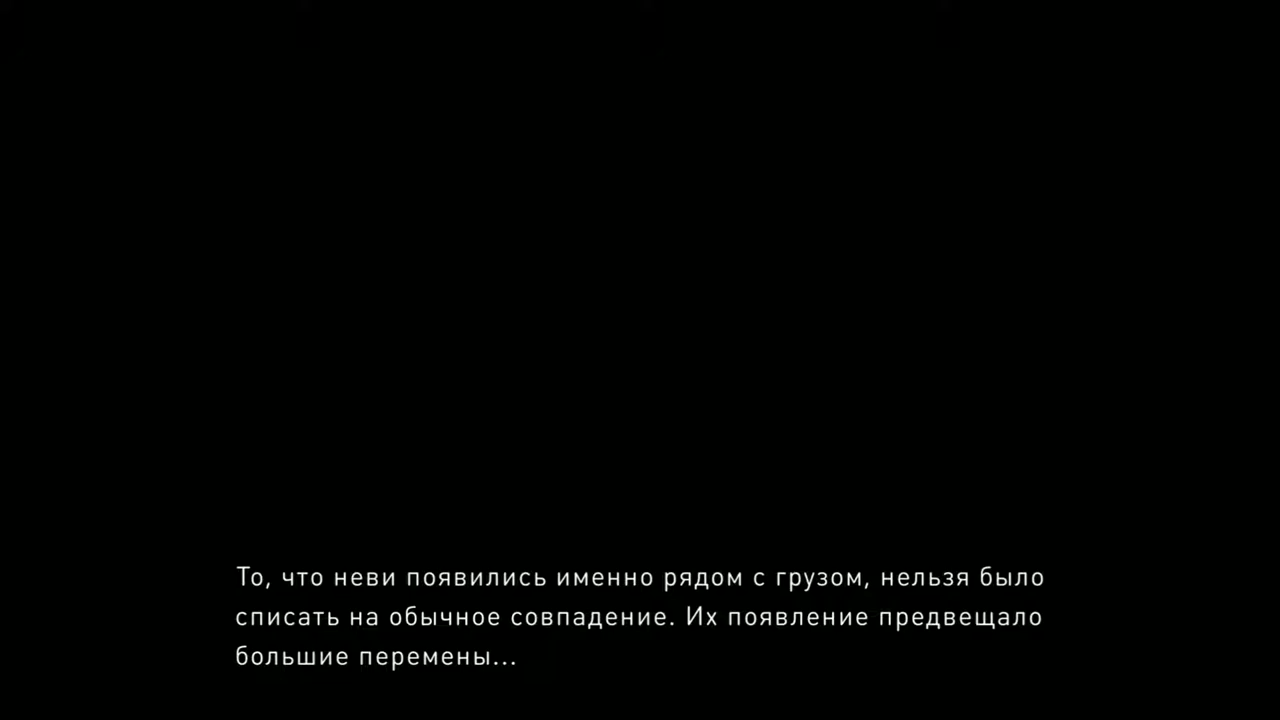 То, что неви появились именно рядом с грузом, нельзя было
списать на обычное совпадение. Их появление предвещало
большие перемены...